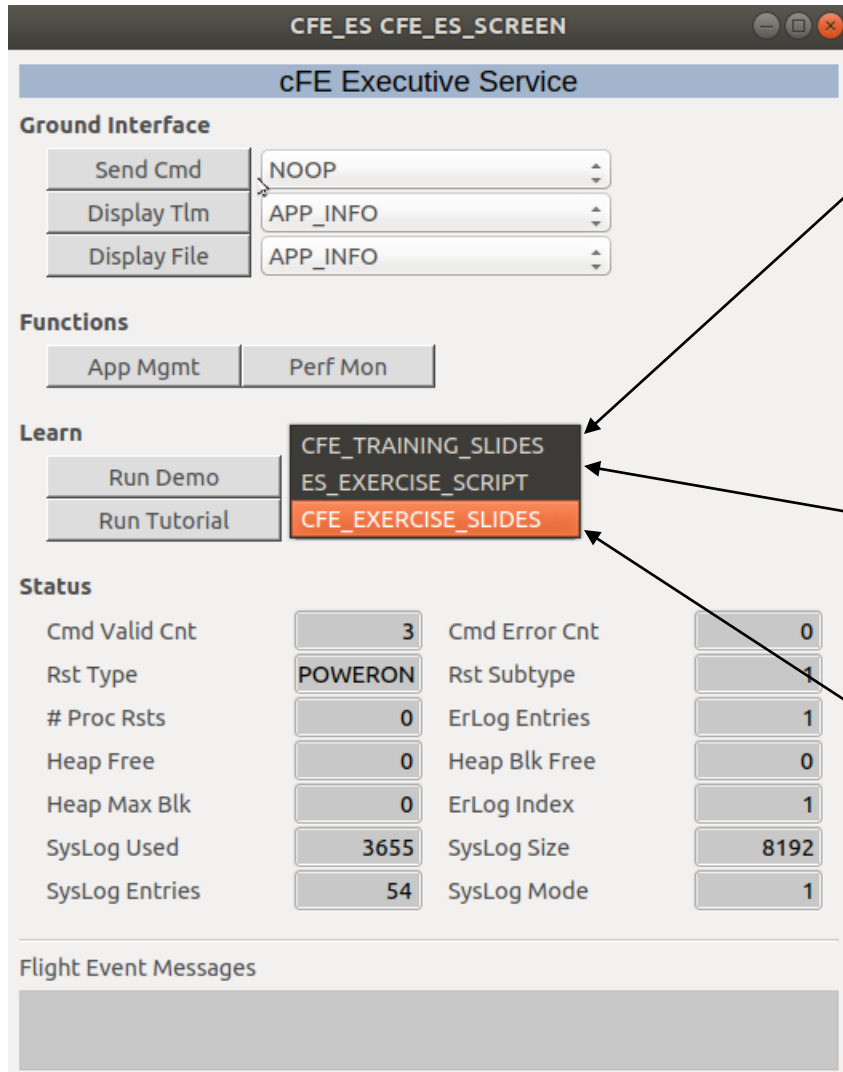 CFE_ES CFE_ES_SCREEN
cFE Executive Service
Ground Interface
Send Cmd NOOP
Display Tlm APP_INFO
Display File APP_INFO
Functions
App Mgmt Perf Mon
Learn
CFE_TRAINING_SLIDES
Run Demo ES_EXERCISE_SCRIPT
Run Tutorial CFE_EXERCISE_SLIDES
Status
Cmd Valid Cnt 3 Cmd Error Cnt 0
Rst Type POWERON Rst Subtype 1
# Proc Rsts 0 ErLog Entries 1
Heap Free 0 Heap Blk Free 0
Heap Max Blk 0 ErLog Index 1
SysLog Used 3655 SysLog Size 8192
SysLog Entries 54 SysLog Mode 1
Flight Event Messages